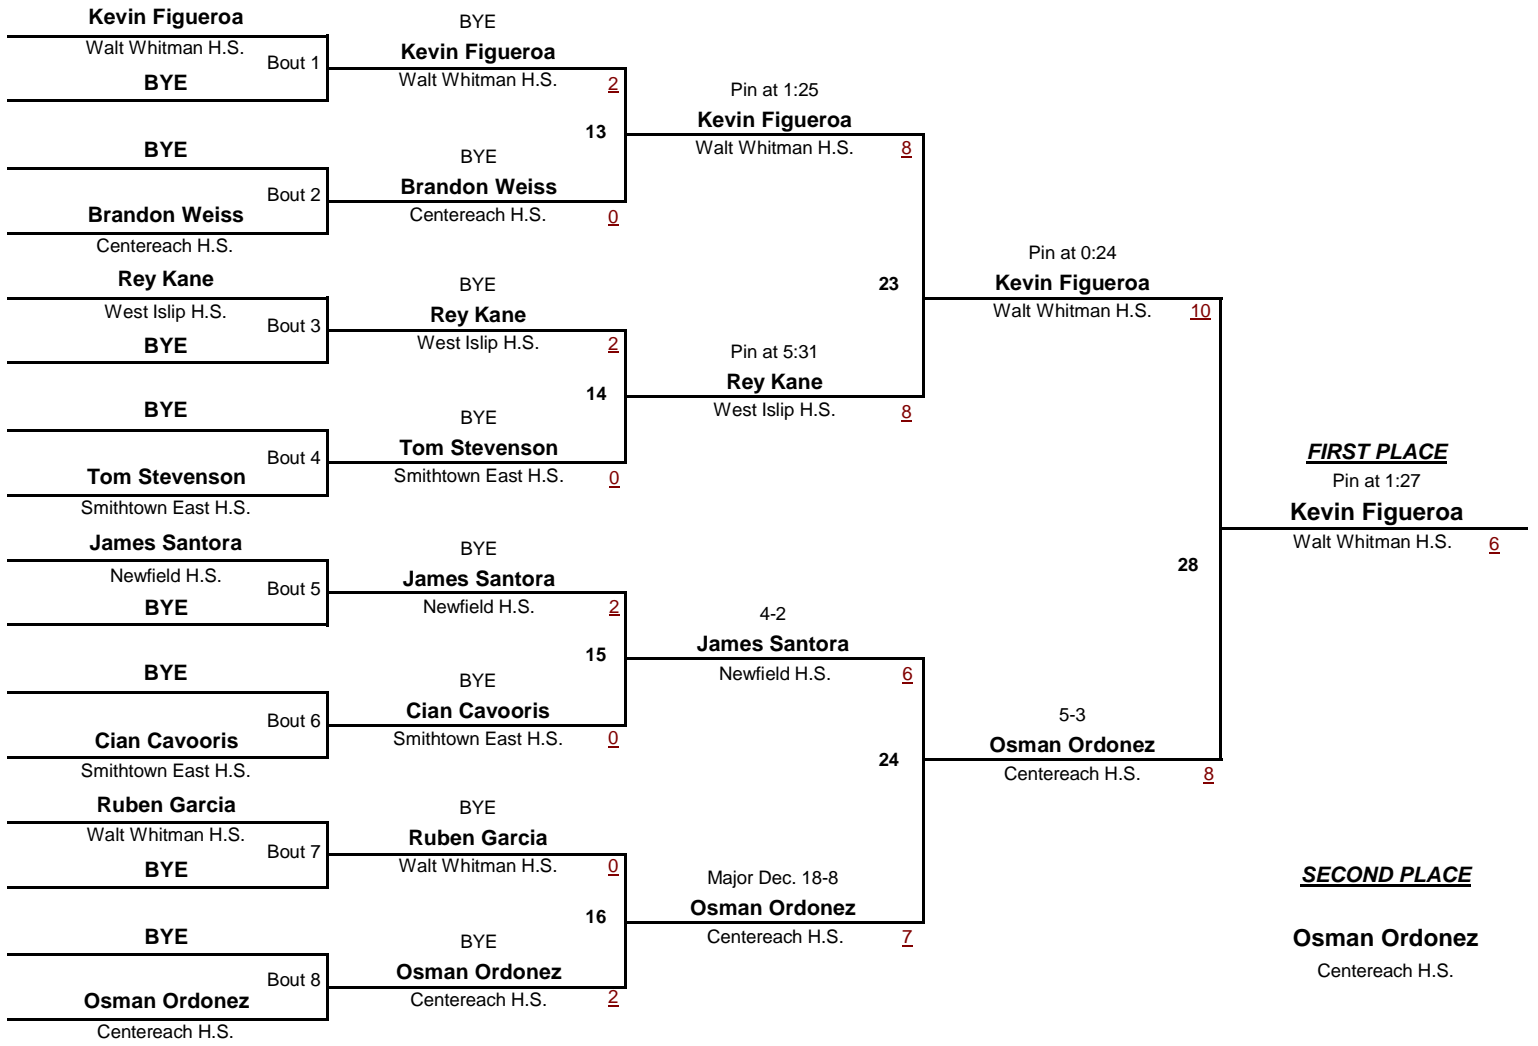 Kevin Figueroa
Walt Whitman H.S.
Bout 1
BYE
BYE
Bout 2
Brandon Weiss
Centereach H.S.
Rey Kane
West Islip H.S.
Bout 3
BYE
BYE
Bout 4
Tom Stevenson
Smithtown East H.S.
James Santora
Newfield H.S.
Bout 5
BYE
BYE
Bout 6
Cian Cavooris
Smithtown East H.S.
Ruben Garcia
Walt Whitman H.S.
Bout 7
BYE
BYE
Bout 8
Osman Ordonez
Centereach H.S.
BYE
Kevin Figueroa
Walt Whitman H.S. 2
13
BYE
Brandon Weiss
Centereach H.S. 0
BYE
Rey Kane
West Islip H.S. 2
14
BYE
Tom Stevenson
Smithtown East H.S. 0
BYE
James Santora
Newfield H.S. 2
15
BYE
Cian Cavooris
Smithtown East H.S. 0
BYE
Ruben Garcia
Walt Whitman H.S. 0
16
BYE
Osman Ordonez
Centereach H.S. 2
Pin at 1:25
Kevin Figueroa
Walt Whitman H.S. 8
23
Pin at 5:31
Rey Kane
West Islip H.S. 8
4-2
James Santora
Newfield H.S. 6
24
Major Dec. 18-8
Osman Ordonez
Centereach H.S. 7
Pin at 0:24
Kevin Figueroa
Walt Whitman H.S. 10
28
5-3
Osman Ordonez
Centereach H.S. 8
FIRST PLACE
Pin at 1:27
Kevin Figueroa
Walt Whitman H.S. 6
SECOND PLACE
Osman Ordonez
Centereach H.S.